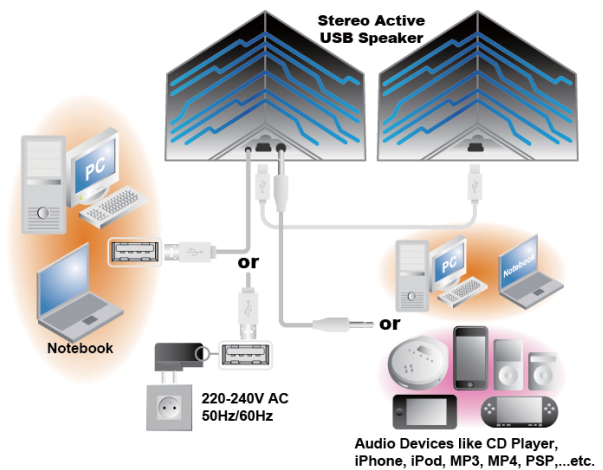 Stereo Active
USB Speaker
PC
Notebook
or
220-240V AC
50Hz/60Hz
PC
Notebook
or
Audio Devices like CD Player,
iPhone, iPod, MP3, MP4, PSP,...etc.